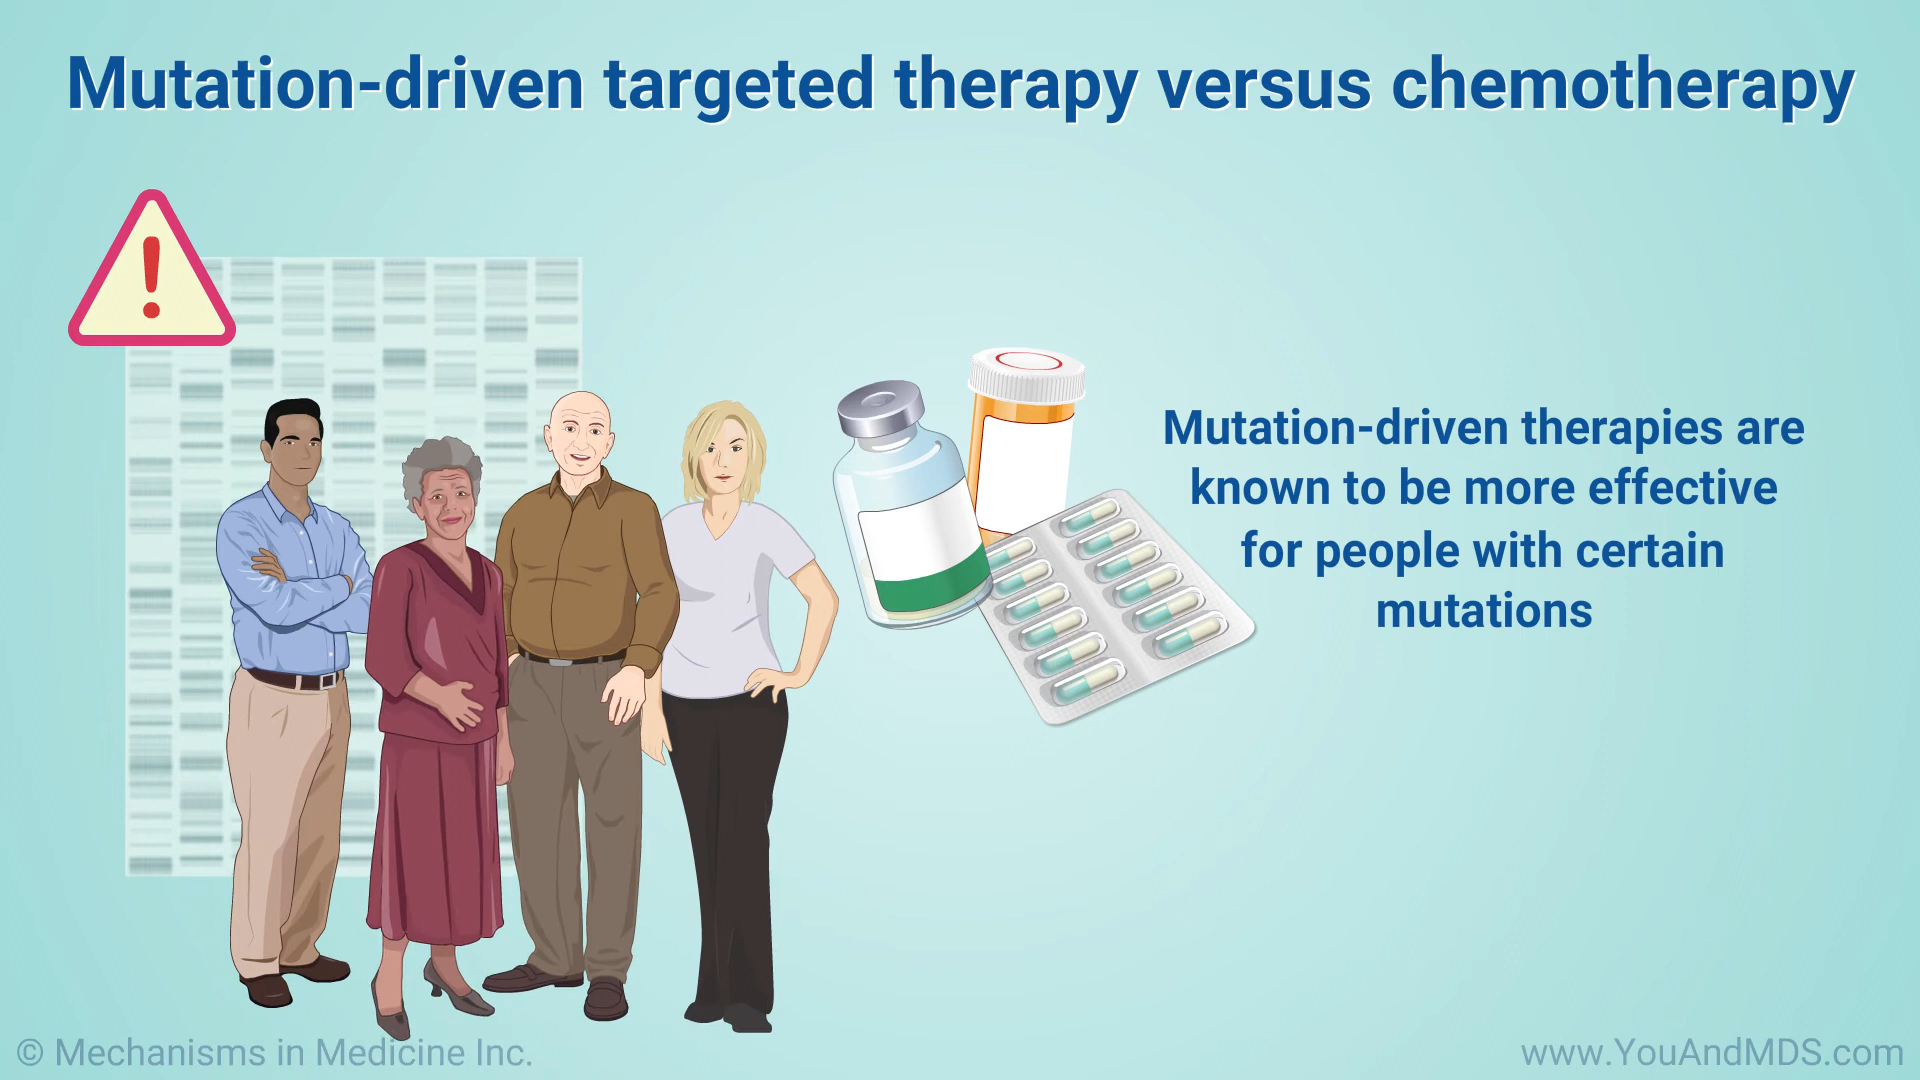 Mutation-driven targeted therapy versus chemotherapy
Mutation-driven therapies are
known to be more effective
for people with certain
mutations
© Mechanisms in Medicine Inc.
www.YouAndMDS.com